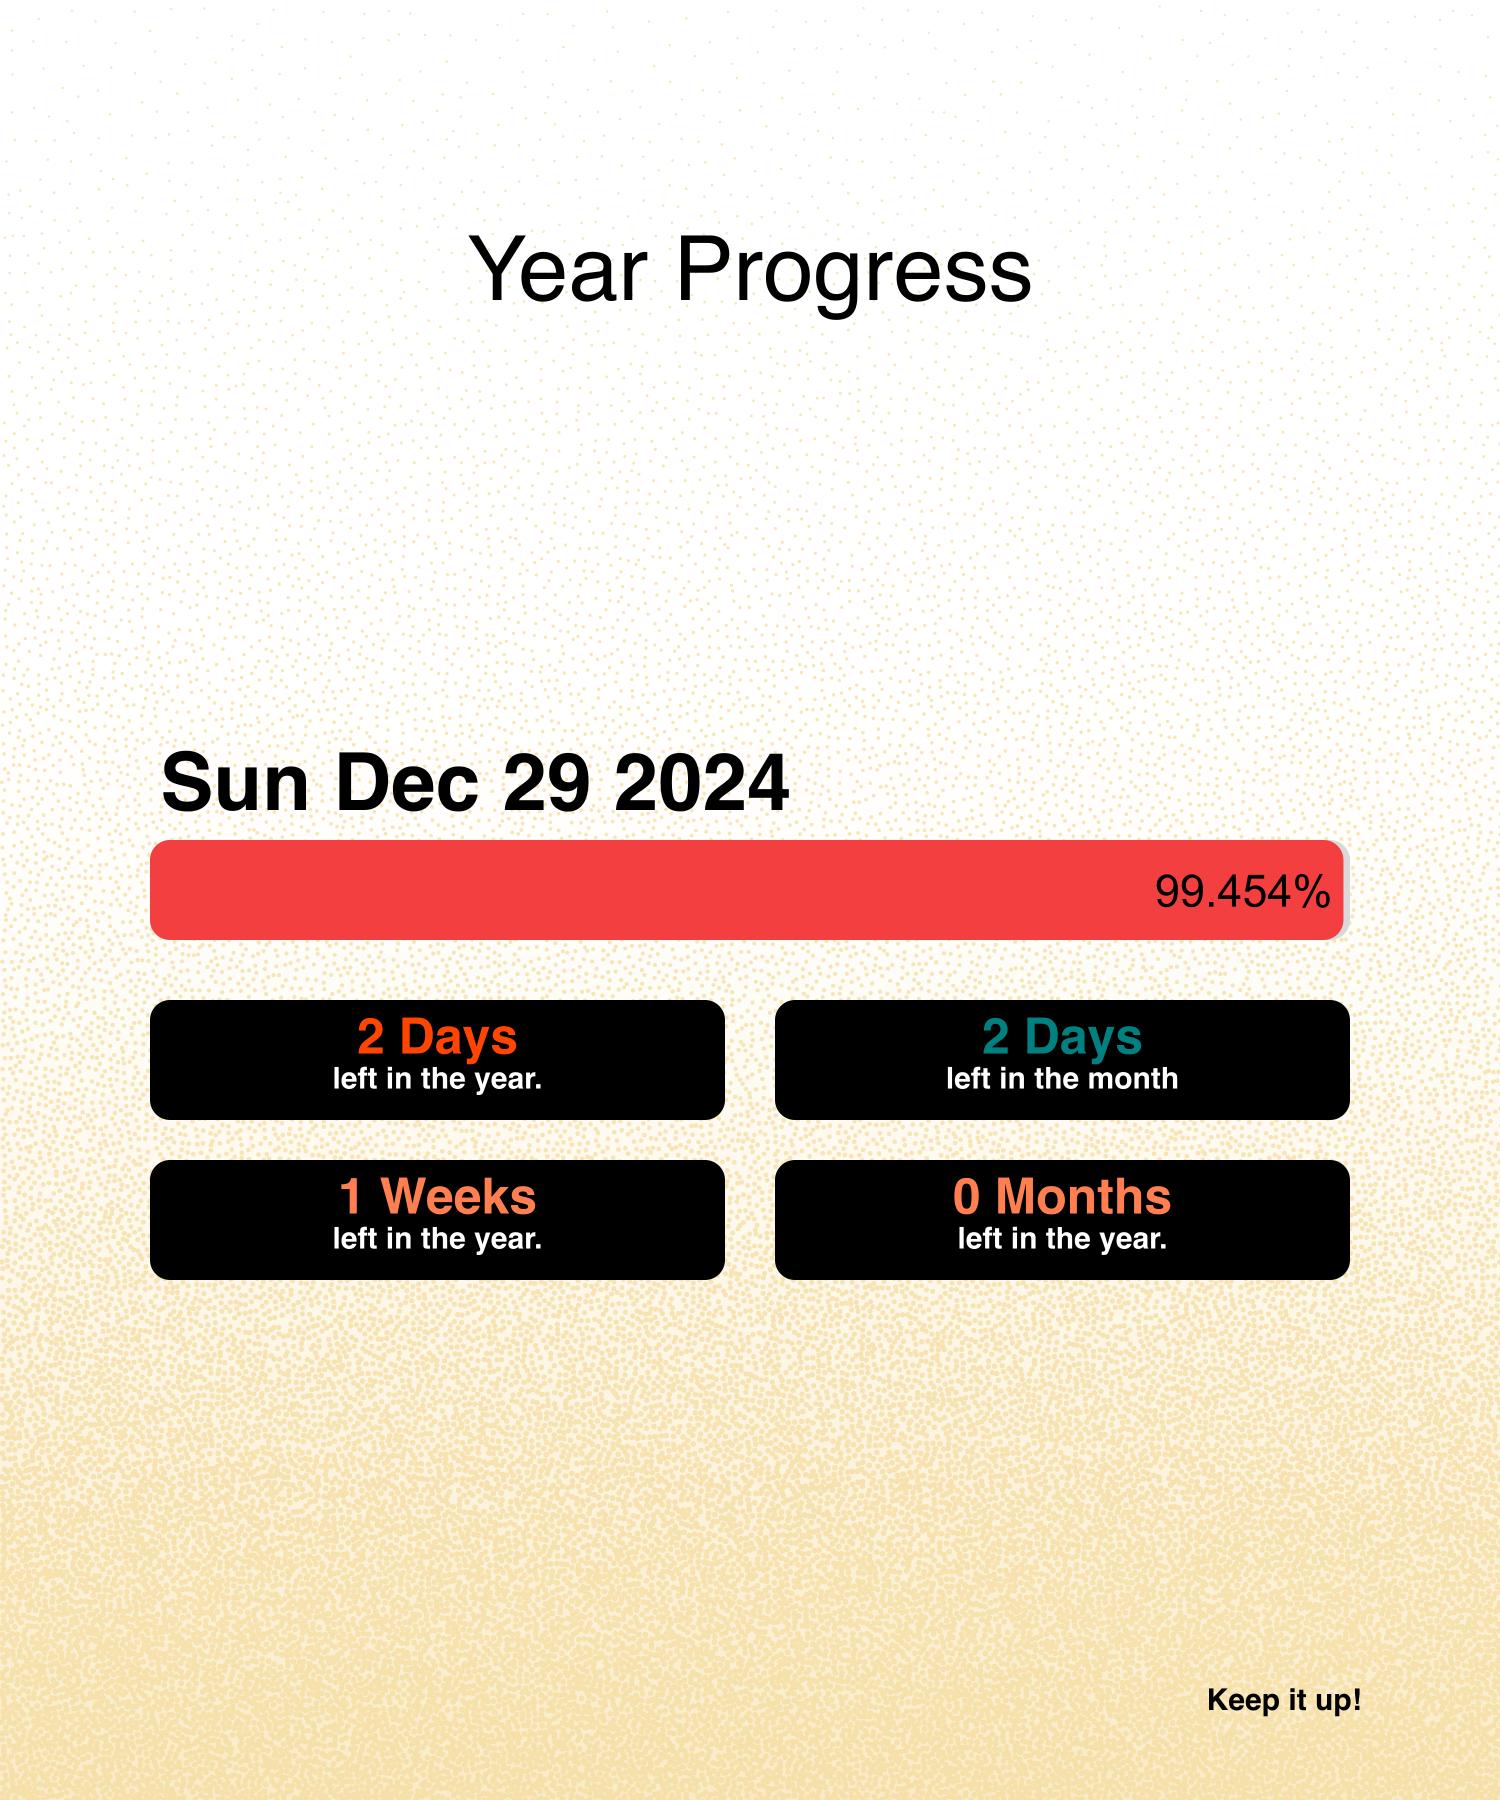 Year Progress
Sun Dec 29 2024
99.454%
2 Days
left in the year.
2 Days
left in the month
1 Weeks
left in the year.
0 Months
left in the year.
Keep it up!